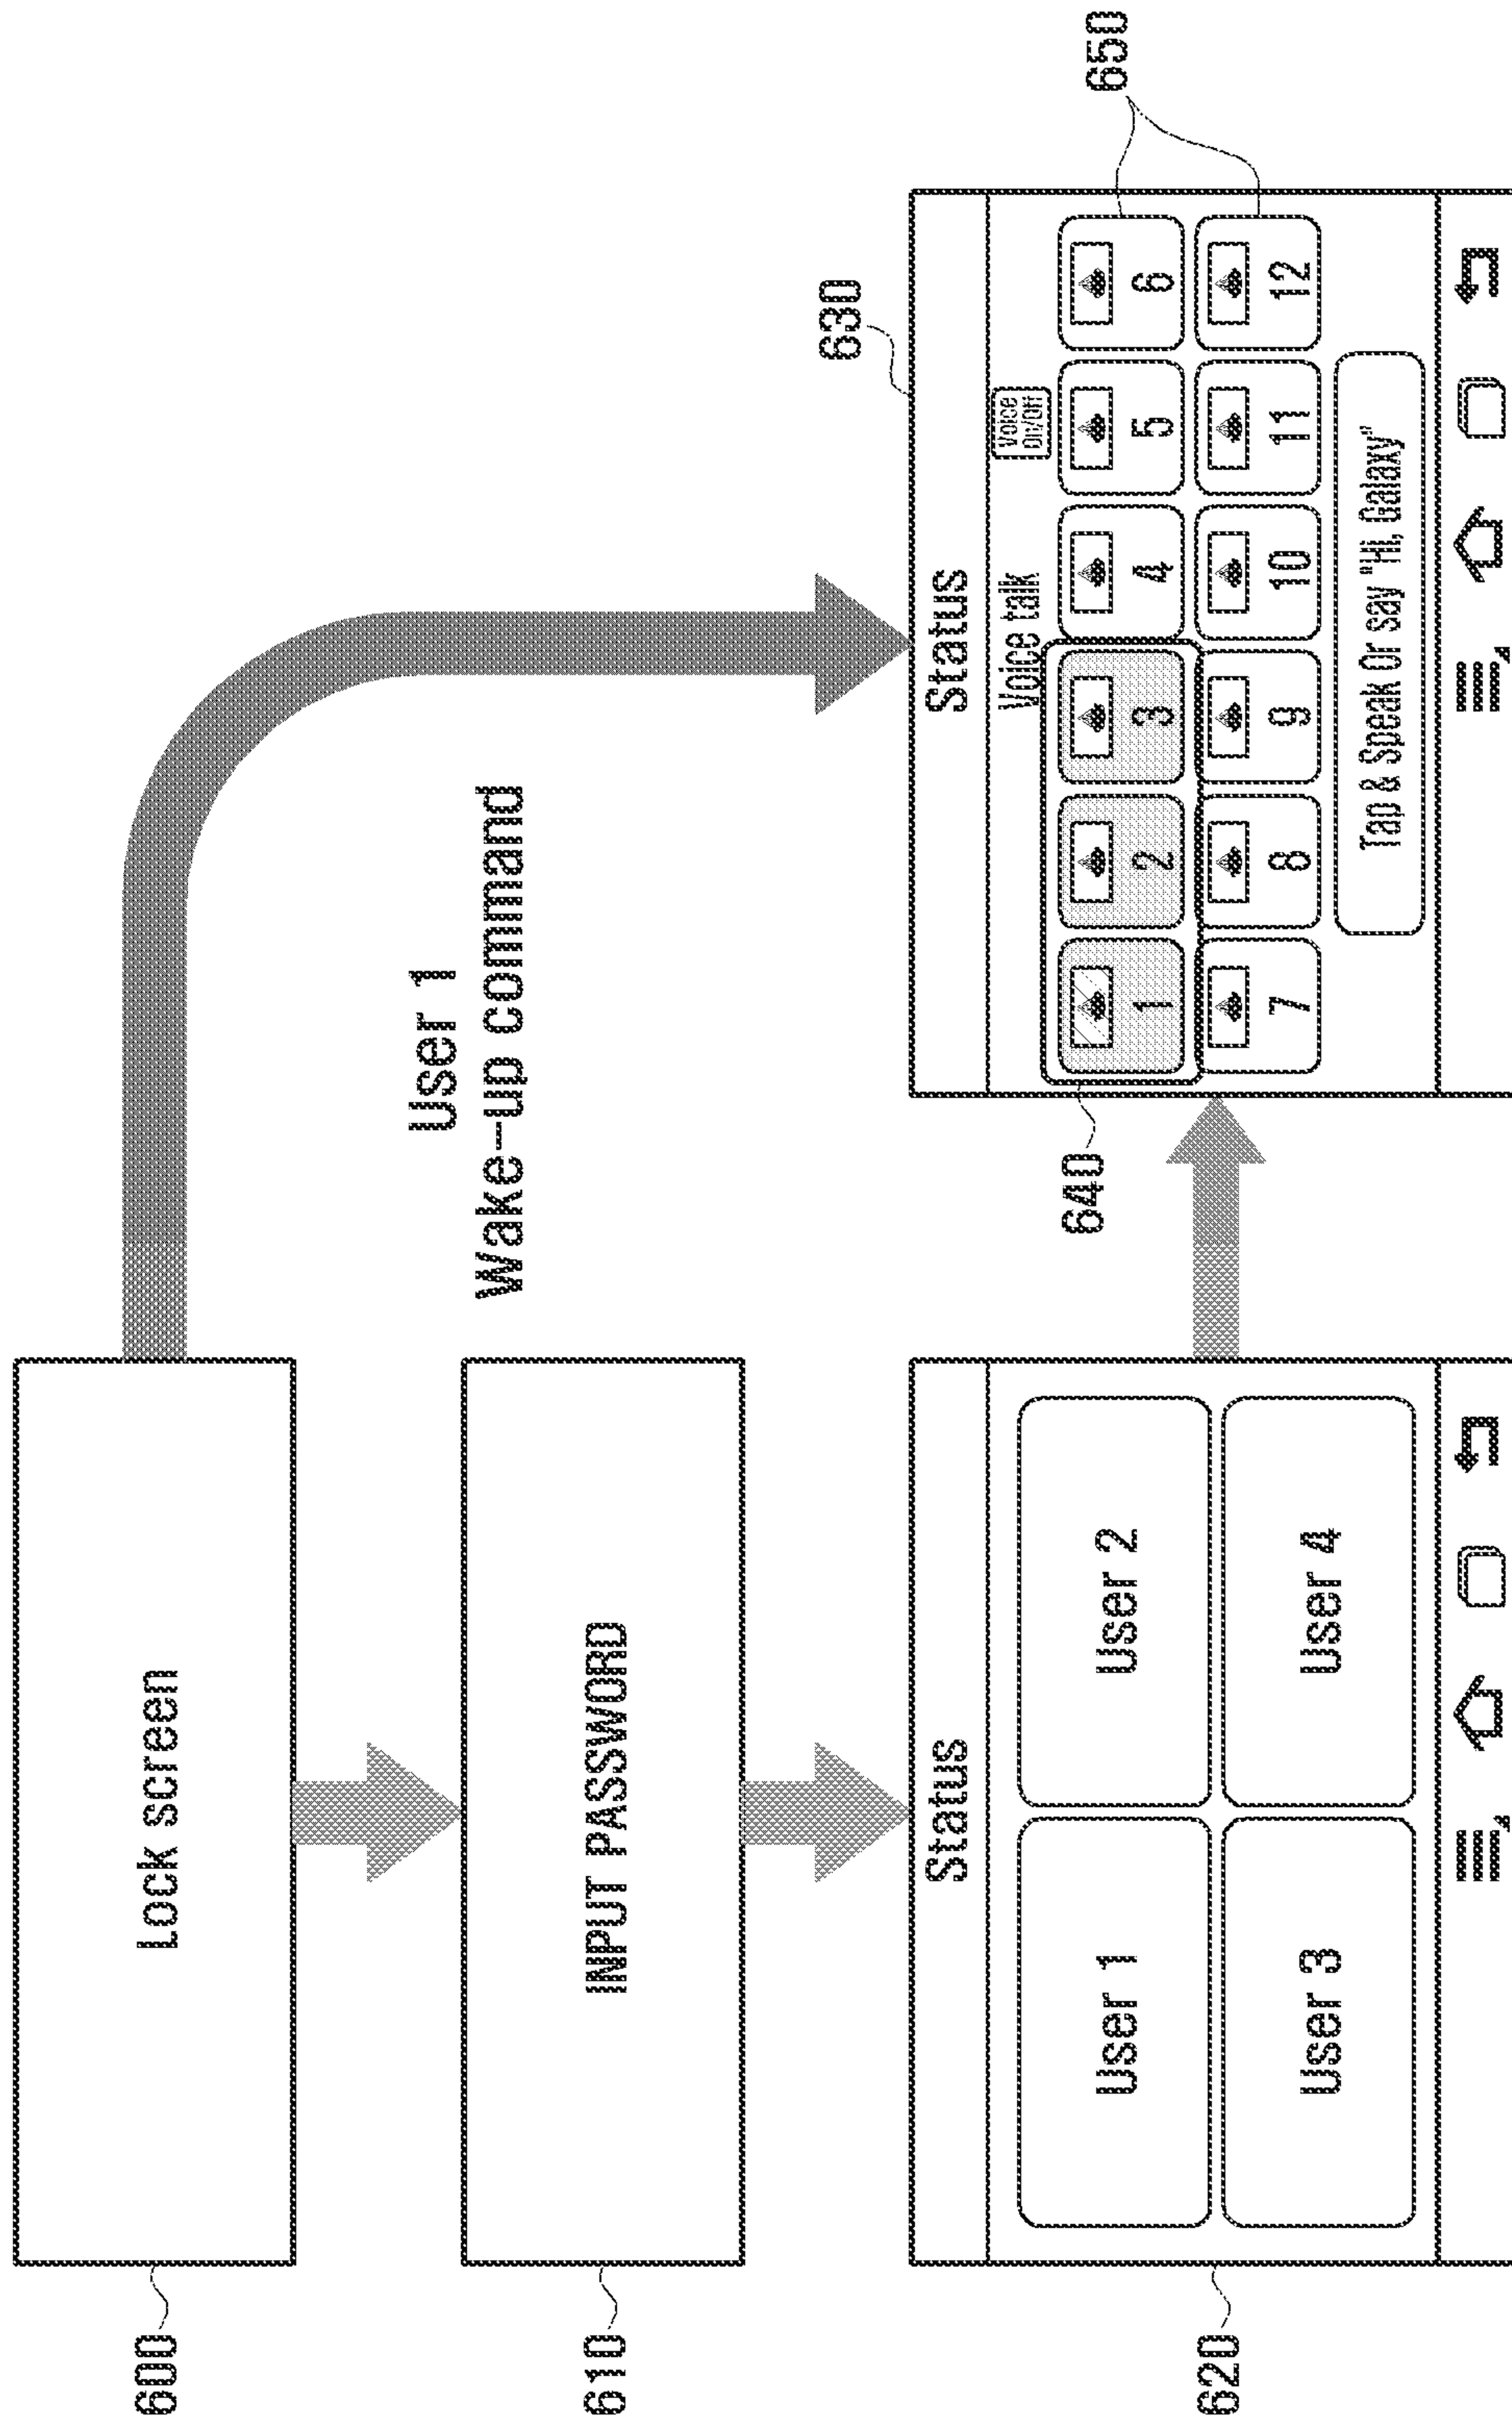 600
Lock screen
User 1
Wake-up command
610
INPUT PASSWORD
620
Status
User 1
User 2
User 3
User 4
630
Status
Voice talk
Voice
On/Off
640
1
2
3
4
5
6
650
7
8
9
10
11
12
Tap & Speak Or say "Hi, Galaxy"